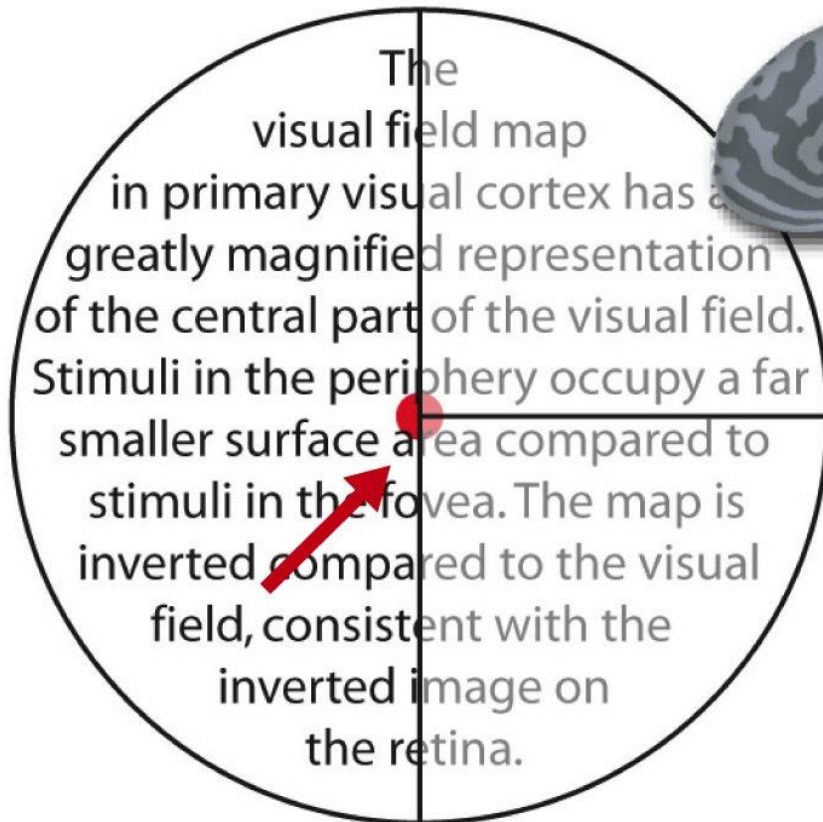 The
visual field map
in primary visual cortex has a
greatly magnified representation
of the central part of the visual field.
Stimuli in the periphery occupy a far
smaller surface area compared to
stimuli in the fovea. The map is
inverted compared to the visual
field, consistent with the
inverted image on
the retina.